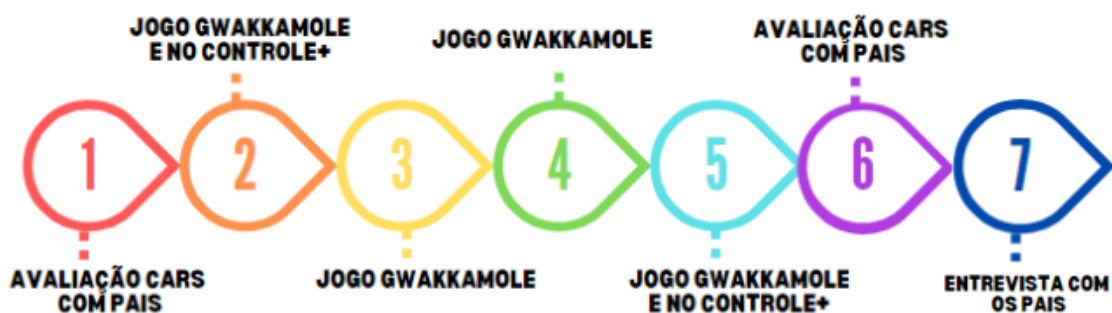 1
AVALIAÇÃO CARS
COM PAIS
JOGO GWAKKAMOLE
E NO CONTROLE+
2
3
JOGO GWAKKAMOLE
JOGO GWAKKAMOLE
4
5
JOGO GWAKKAMOLE
E NO CONTROLE+
AVALIAÇÃO CARS
COM PAIS
6
7
ENTREVISTA COM
OS PAIS